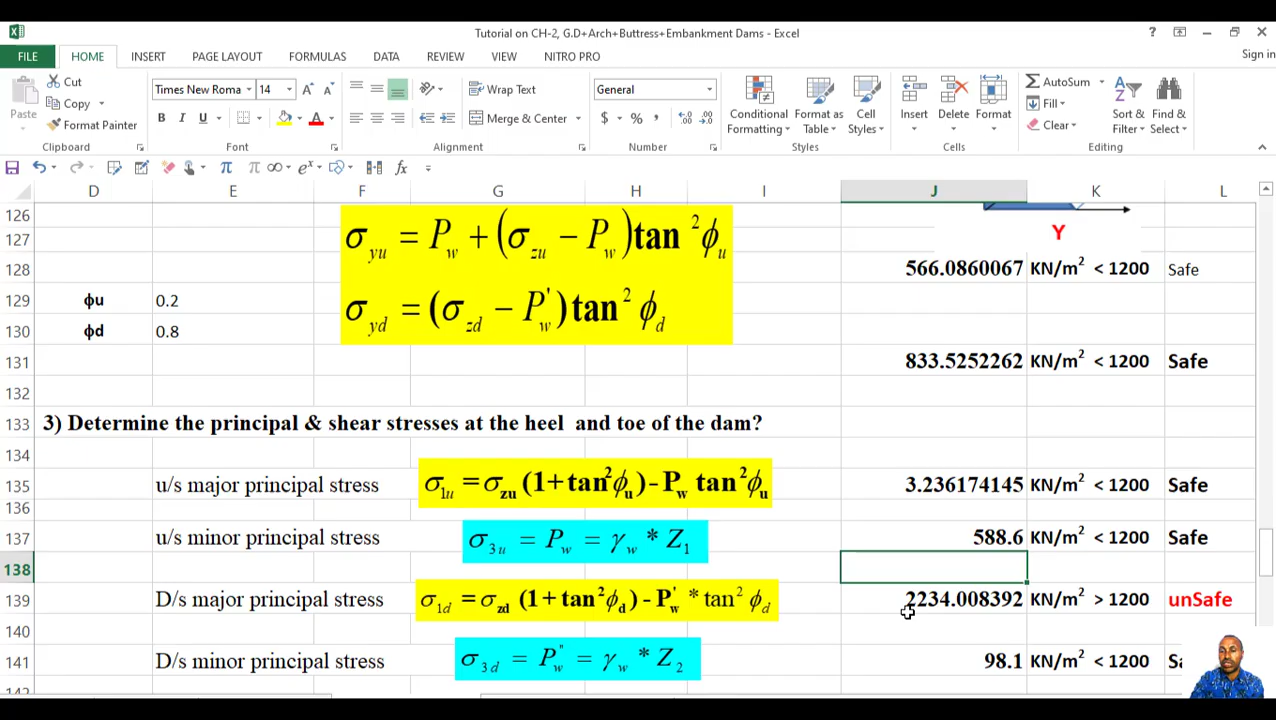 Tutorial on CH-2, G.D+Arch+Buttress+Embankment Dams - Excel
?
Sign in
FILE HOME INSERT PAGE LAYOUT FORMULAS DATA REVIEW VIEW NITRO PRO
Paste
Cut
Copy
Format Painter
Clipboard
Times New Roma 14
B I U
Font
Wrap Text
Merge & Center
Alignment
General
$ % ,
Number
Conditional Formatting
Format as Table
Cell Styles
Styles
Insert Delete Format
Cells
AutoSum
Fill
Clear
Sort & Filter
Find & Select
Editing
D E F G H I J K L
126
127 σyu = Pw + (σzu − Pw) tan²ϕu Y
128 566.0860067 KN/m² < 1200 Safe
129 ϕu 0.2 σyd = (σzd − P'w) tan²ϕd
130 ϕd 0.8
131 833.5252262 KN/m² < 1200 Safe
132
133 3) Determine the principal & shear stresses at the heel and toe of the dam?
134
135 u/s major principal stress σ1u = σzu (1+tan²ϕu) - Pw tan²ϕu 3.236174145 KN/m² < 1200 Safe
136
137 u/s minor principal stress σ3u = Pw = γw * Z1 588.6 KN/m² < 1200 Safe
138
139 D/s major principal stress σ1d = σzd (1+tan²ϕd) - P'w * tan²ϕd 2234.008392 KN/m² > 1200 unSafe
140
141 D/s minor principal stress σ3d = P"w = γw * Z2 98.1 KN/m² < 1200